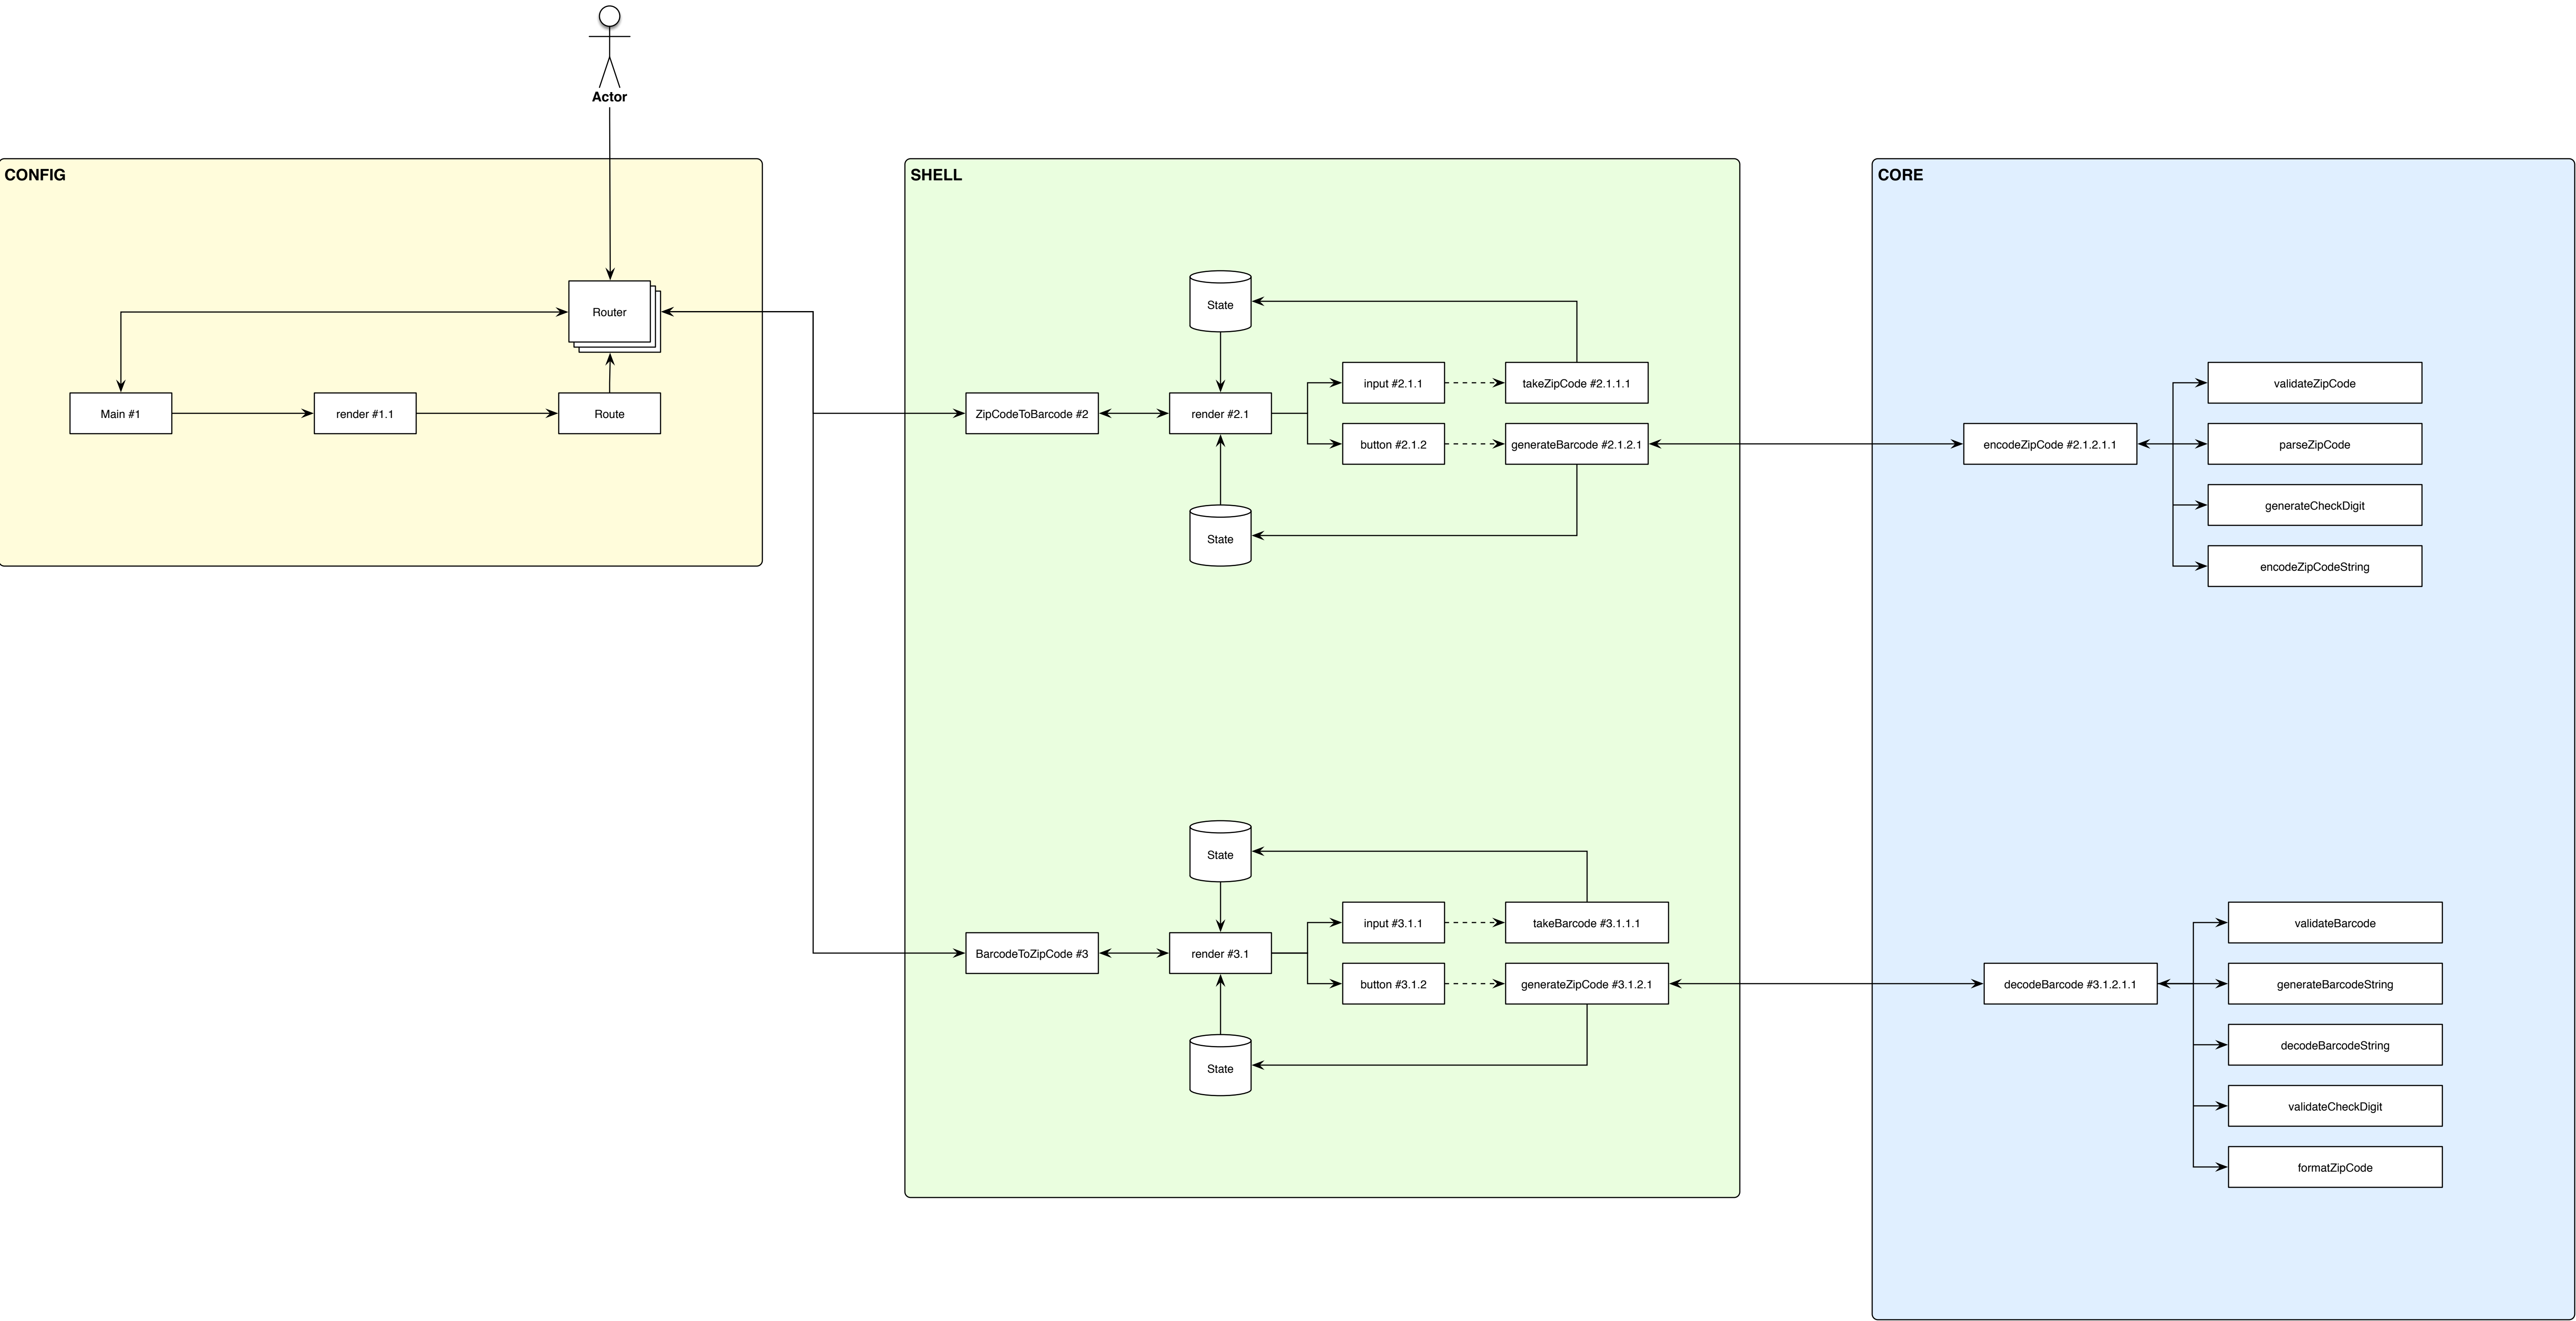 Actor
CONFIG
Router
Main #1
render #1.1
Route
SHELL
State
ZipCodeToBarcode #2
render #2.1
input #2.1.1
takeZipCode #2.1.1.1
button #2.1.2
generateBarcode #2.1.2.1
State
State
BarcodeToZipCode #3
render #3.1
input #3.1.1
takeBarcode #3.1.1.1
button #3.1.2
generateZipCode #3.1.2.1
State
CORE
encodeZipCode #2.1.2.1.1
validateZipCode
parseZipCode
generateCheckDigit
encodeZipCodeString
decodeBarcode #3.1.2.1.1
validateBarcode
generateBarcodeString
decodeBarcodeString
validateCheckDigit
formatZipCode